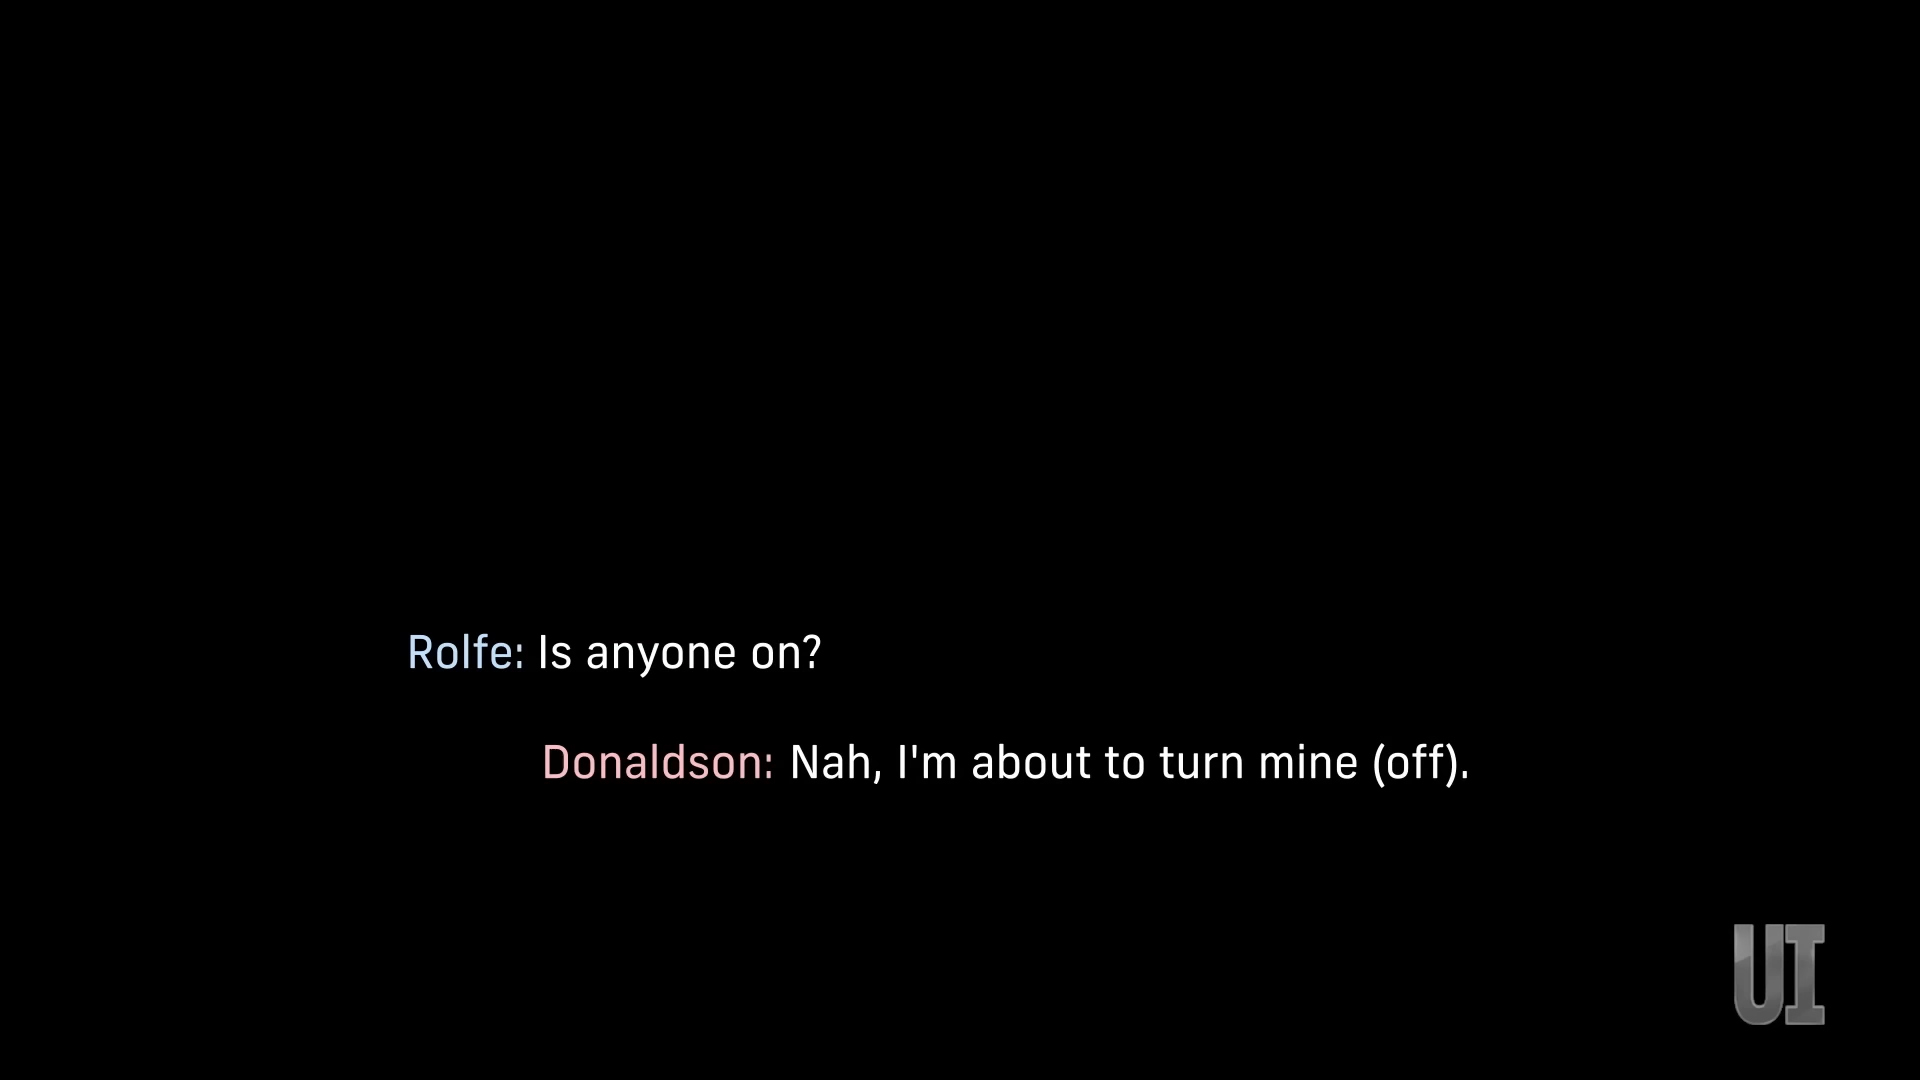 Rolfe: Is anyone on?
Donaldson: Nah, I'm about to turn mine (off).
UI